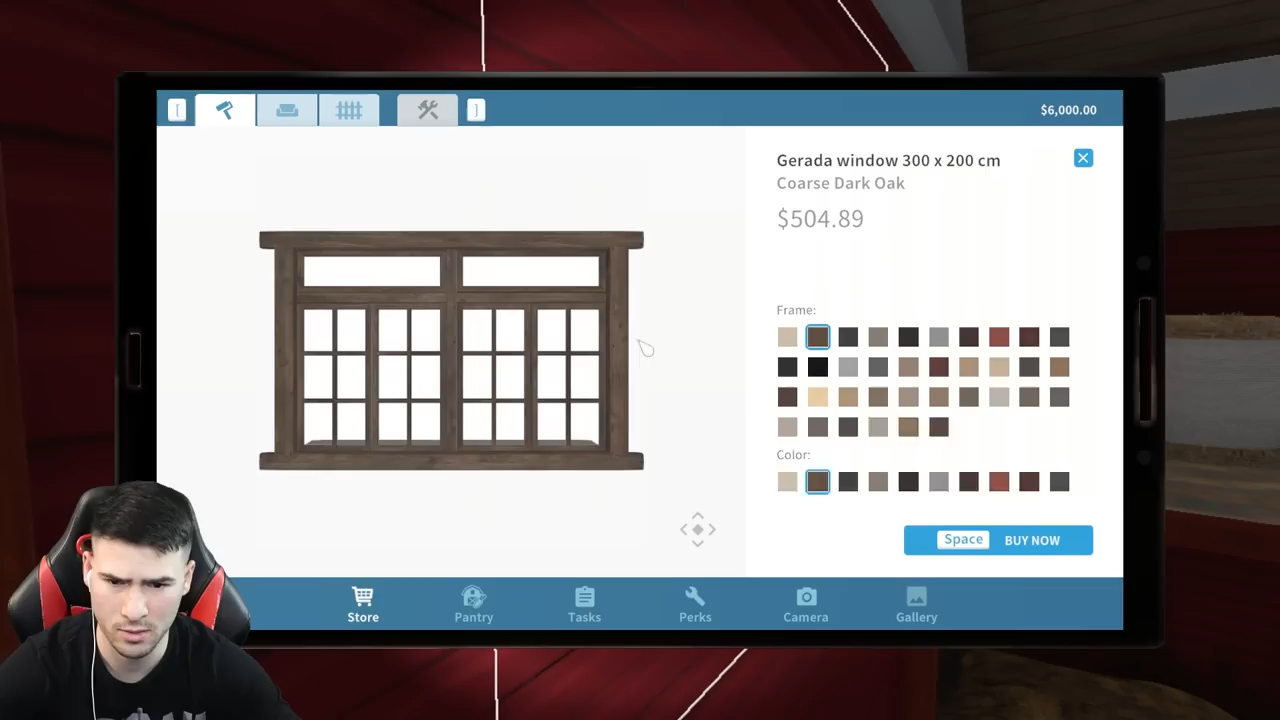 [
]
$6,000.00
Gerada window 300 x 200 cm
Coarse Dark Oak
$504.89
Frame:
Color:
Space BUY NOW
Store
Pantry
Tasks
Perks
Camera
Gallery